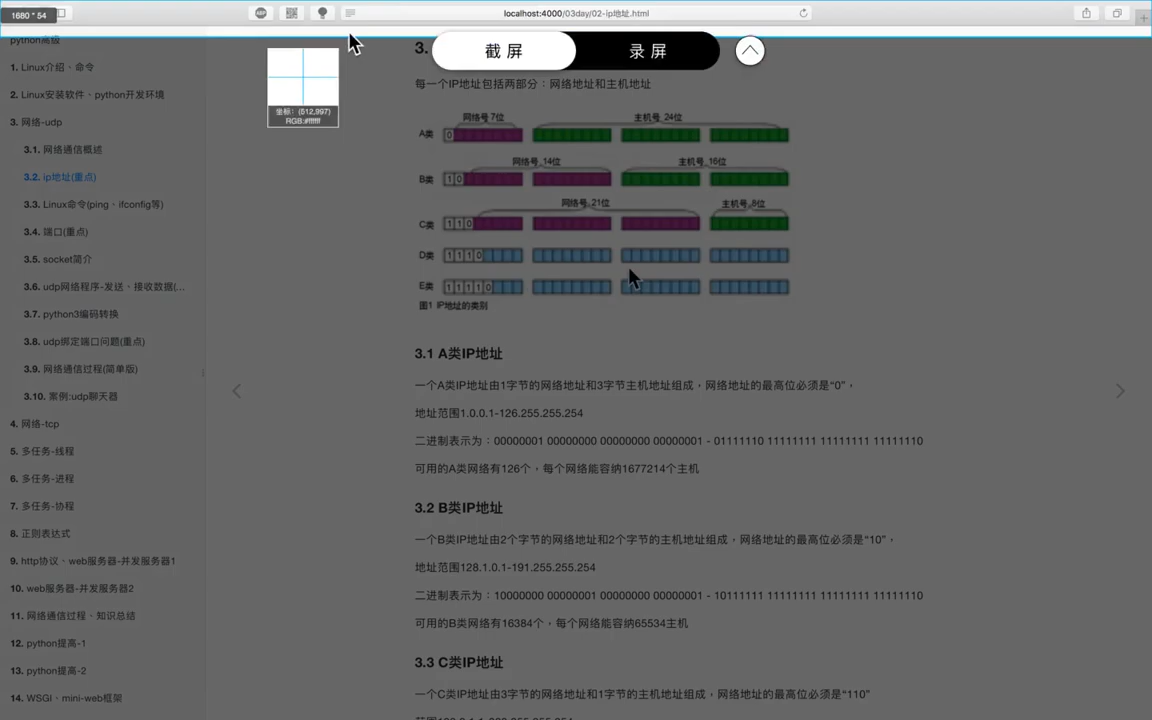 1680 * 54
localhost:4000/03day/02-ip地址.html
ABP
截屏
录屏
坐标: (512,997)
RGB:#ffffff
python高级
1. Linux介绍、命令
2. Linux安装软件、python开发环境
3. 网络-udp
3.1. 网络通信概述
3.2. ip地址(重点)
3.3. Linux命令(ping、ifconfig等)
3.4. 端口(重点)
3.5. socket简介
3.6. udp网络程序-发送、接收数据(...
3.7. python3编码转换
3.8. udp绑定端口问题(重点)
3.9. 网络通信过程(简单版)
3.10. 案例:udp聊天器
4. 网络-tcp
5. 多任务-线程
6. 多任务-进程
7. 多任务-协程
8. 正则表达式
9. http协议、web服务器-并发服务器1
10. web服务器-并发服务器2
11. 网络通信过程、知识总结
12. python提高-1
13. python提高-2
14. WSGI、mini-web框架
3.
每一个IP地址包括两部分：网络地址和主机地址
网络号 7位 主机号 24位
A类 0
网络号 14位 主机号 16位
B类 1 0
网络号 21位 主机号 8位
C类 1 1 0
D类 1 1 1 0
E类 1 1 1 1 0
图1 IP地址的类别
3.1 A类IP地址
一个A类IP地址由1字节的网络地址和3字节主机地址组成，网络地址的最高位必须是“0”，
地址范围1.0.0.1-126.255.255.254
二进制表示为：00000001 00000000 00000000 00000001 - 01111110 11111111 11111111 11111110
可用的A类网络有126个，每个网络能容纳1677214个主机
3.2 B类IP地址
一个B类IP地址由2个字节的网络地址和2个字节的主机地址组成，网络地址的最高位必须是“10”，
地址范围128.1.0.1-191.255.255.254
二进制表示为：10000000 00000001 00000000 00000001 - 10111111 11111111 11111111 11111110
可用的B类网络有16384个，每个网络能容纳65534主机
3.3 C类IP地址
一个C类IP地址由3字节的网络地址和1字节的主机地址组成，网络地址的最高位必须是“110”